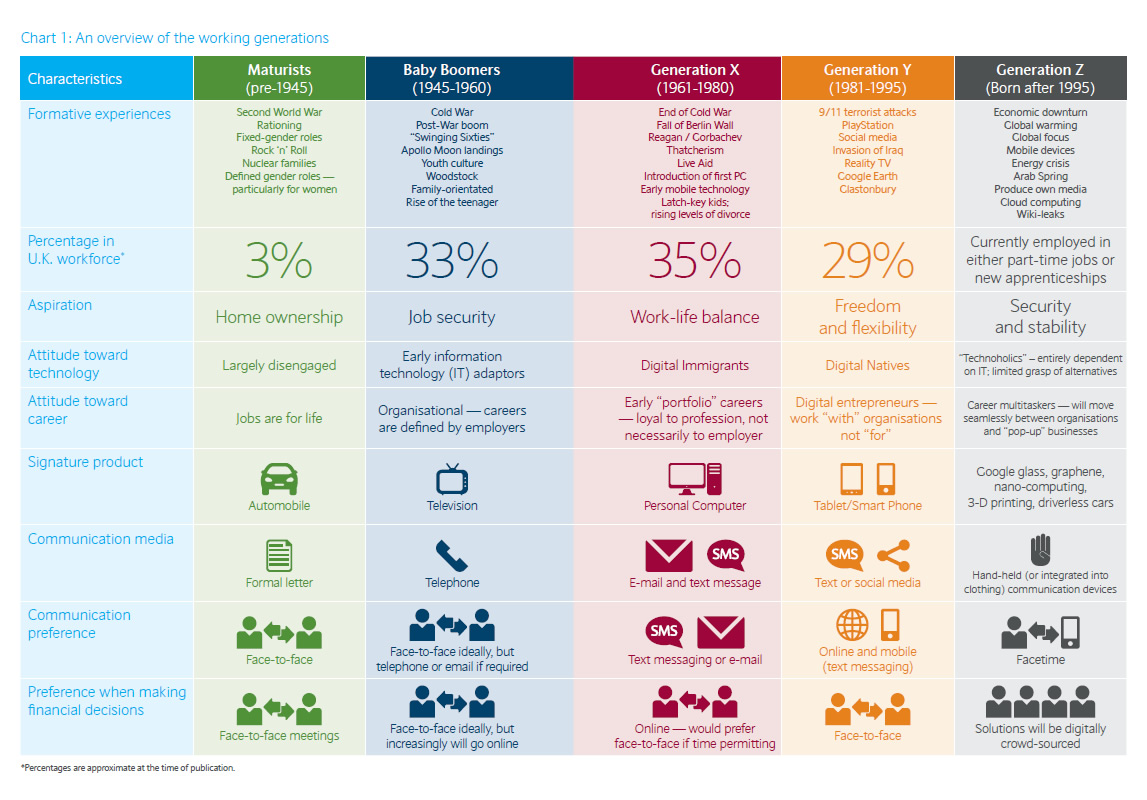 Chart 1: An overview of the working generations
Characteristics
Maturists
(pre-1945)
Baby Boomers
(1945-1960)
Generation X
(1961-1980)
Generation Y
(1981-1995)
Generation Z
(Born after 1995)
Formative experiences
Second World War
Rationing
Fixed-gender roles
Rock ‘n’ Roll
Nuclear families
Defined gender roles —
particularly for women
Cold War
Post-War boom
“Swinging Sixties”
Apollo Moon landings
Youth culture
Woodstock
Family-orientated
Rise of the teenager
End of Cold War
Fall of Berlin Wall
Reagan / Gorbachev
Thatcherism
Live Aid
Introduction of first PC
Early mobile technology
Latch-key kids;
rising levels of divorce
9/11 terrorist attacks
PlayStation
Social media
Invasion of Iraq
Reality TV
Google Earth
Glastonbury
Economic downturn
Global warming
Global focus
Mobile devices
Energy crisis
Arab Spring
Produce own media
Cloud computing
Wiki-leaks
Percentage in
U.K. workforce*
3%
33%
35%
29%
Currently employed in
either part-time jobs or
new apprenticeships
Aspiration
Home ownership
Job security
Work-life balance
Freedom
and flexibility
Security
and stability
Attitude toward
technology
Largely disengaged
Early information
technology (IT) adaptors
Digital Immigrants
Digital Natives
“Technoholics” – entirely dependent
on IT; limited grasp of alternatives
Attitude toward
career
Jobs are for life
Organisational — careers
are defined by employers
Early “portfolio” careers
— loyal to profession, not
necessarily to employer
Digital entrepreneurs —
work “with” organisations
not “for”
Career multitaskers — will move
seamlessly between organisations
and “pop-up” businesses
Signature product
Automobile
Television
Personal Computer
Tablet/Smart Phone
Google glass, graphene,
nano-computing,
3-D printing, driverless cars
Communication media
Formal letter
Telephone
SMS
E-mail and text message
SMS
Text or social media
Hand-held (or integrated into
clothing) communication devices
Communication
preference
Face-to-face
Face-to-face ideally, but
telephone or email if required
SMS
Text messaging or e-mail
Online and mobile
(text messaging)
Facetime
Preference when making
financial decisions
Face-to-face meetings
Face-to-face ideally, but
increasingly will go online
Online — would prefer
face-to-face if time permitting
Face-to-face
Solutions will be digitally
crowd-sourced
*Percentages are approximate at the time of publication.